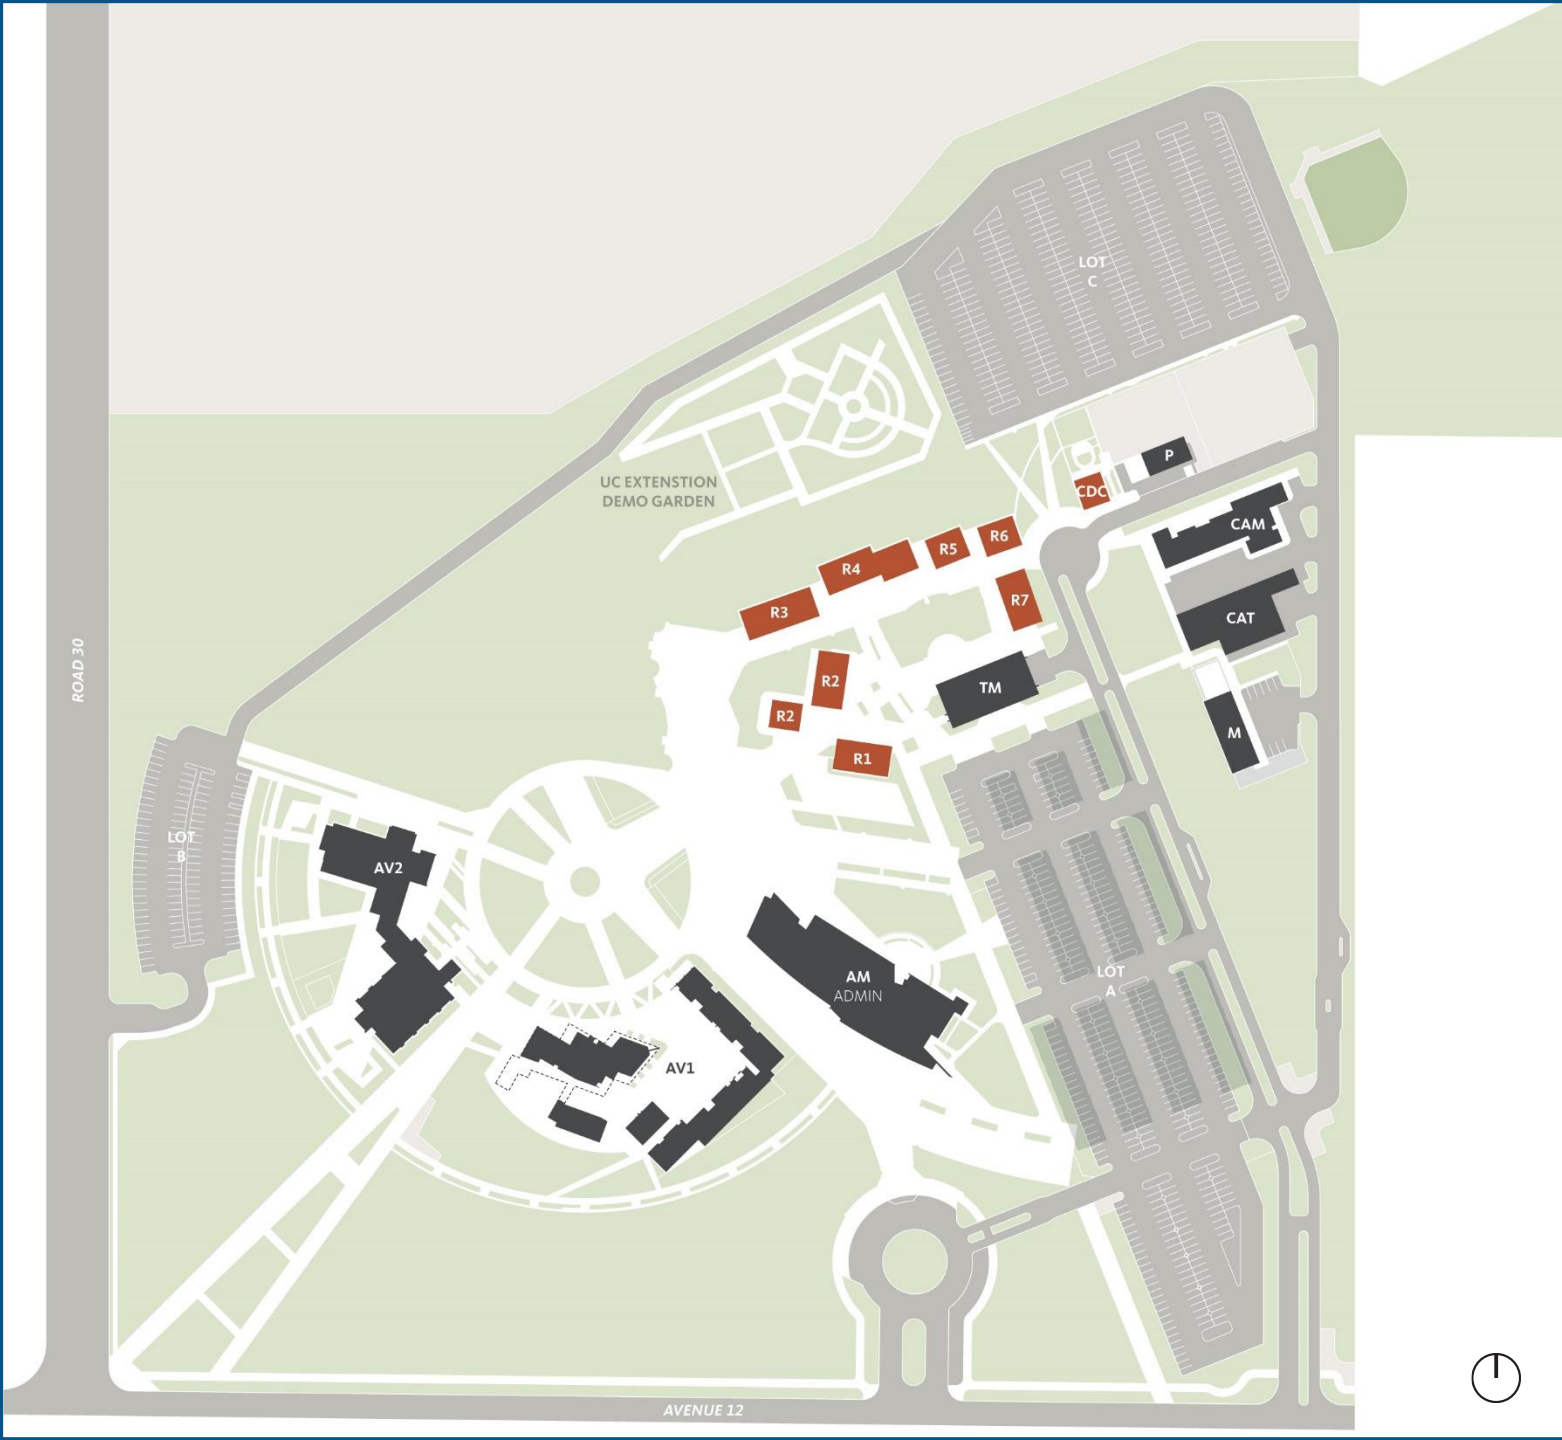 LOT
C
P
CDC
UC EXTENSTION
DEMO GARDEN
CAM
R6
R5
R4
R7
R3
CAT
ROAD 30
R2
TM
R2
M
R1
LOT
B
AV2
LOT
A
AM
ADMIN
AV1
AVENUE 12